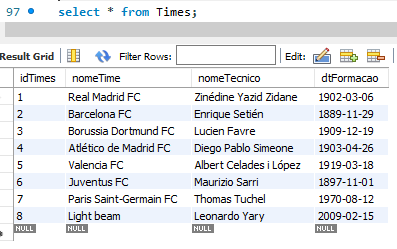 97 select * from Times;
Result Grid Filter Rows: Edit:
idTimes nomeTime nomeTecnico dtFormacao
1 Real Madrid FC Zinédine Yazid Zidane 1902-03-06
2 Barcelona FC Enrique Setién 1889-11-29
3 Borussia Dortmund FC Lucien Favre 1909-12-19
4 Atlético de Madrid FC Diego Pablo Simeone 1903-04-26
5 Valencia FC Albert Celades i López 1919-03-18
6 Juventus FC Maurizio Sarri 1897-11-01
7 Paris Saint-Germain FC Thomas Tuchel 1970-08-12
8 Light beam Leonardo Yary 2009-02-15
NULL NULL NULL NULL